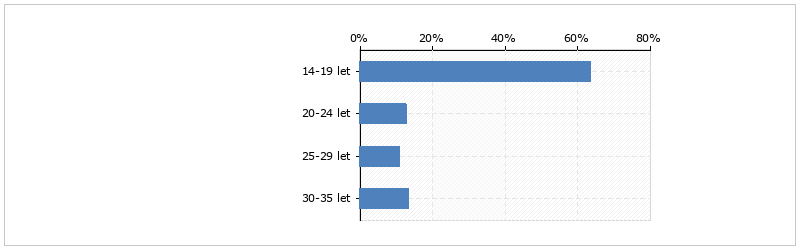 0% 20% 40% 60% 80%
14-19 let
20-24 let
25-29 let
30-35 let